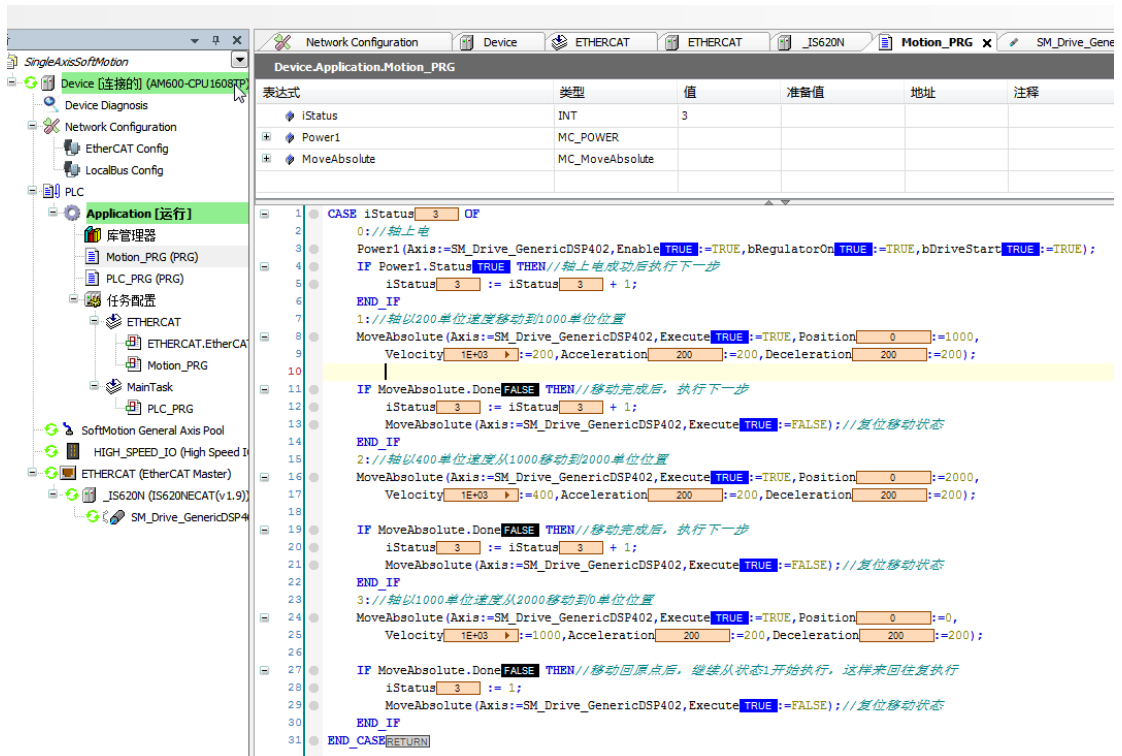 Network Configuration
Device
ETHERCAT
ETHERCAT
_IS620N
Motion_PRG
SM_Drive_Gene
SingleAxisSoftMotion
Device [连接的] (AM600-CPU1608TP)
Device Diagnosis
Network Configuration
EtherCAT Config
LocalBus Config
PLC
Application [运行]
库管理器
Motion_PRG (PRG)
PLC_PRG (PRG)
任务配置
ETHERCAT
ETHERCAT.EtherCA
Motion_PRG
MainTask
PLC_PRG
SoftMotion General Axis Pool
HIGH_SPEED_IO (High Speed I
ETHERCAT (EtherCAT Master)
_IS620N (IS620NECAT(v1.9))
SM_Drive_GenericDSP4
Device.Application.Motion_PRG
表达式 类型 值 准备值 地址 注释
iStatus INT 3
Power1 MC_POWER
MoveAbsolute MC_MoveAbsolute
1 CASE iStatus 3 OF
2 0://轴上电
3 Power1(Axis:=SM_Drive_GenericDSP402,Enable TRUE :=TRUE,bRegulatorOn TRUE :=TRUE,bDriveStart TRUE :=TRUE);
4 IF Power1.Status TRUE THEN//轴上电成功后执行下一步
5 iStatus 3 := iStatus 3 + 1;
6 END_IF
7 1://轴以200单位速度移动到1000单位位置
8 MoveAbsolute(Axis:=SM_Drive_GenericDSP402,Execute TRUE :=TRUE,Position 0 :=1000,
9 Velocity 1E+03 :=200,Acceleration 200 :=200,Deceleration 200 :=200);
10
11 IF MoveAbsolute.Done FALSE THEN//移动完成后，执行下一步
12 iStatus 3 := iStatus 3 + 1;
13 MoveAbsolute(Axis:=SM_Drive_GenericDSP402,Execute TRUE :=FALSE);//复位移动状态
14 END_IF
15 2://轴以400单位速度从1000移动到2000单位位置
16 MoveAbsolute(Axis:=SM_Drive_GenericDSP402,Execute TRUE :=TRUE,Position 0 :=2000,
17 Velocity 1E+03 :=400,Acceleration 200 :=200,Deceleration 200 :=200);
18
19 IF MoveAbsolute.Done FALSE THEN//移动完成后，执行下一步
20 iStatus 3 := iStatus 3 + 1;
21 MoveAbsolute(Axis:=SM_Drive_GenericDSP402,Execute TRUE :=FALSE);//复位移动状态
22 END_IF
23 3://轴以1000单位速度从2000移动到0单位位置
24 MoveAbsolute(Axis:=SM_Drive_GenericDSP402,Execute TRUE :=TRUE,Position 0 :=0,
25 Velocity 1E+03 :=1000,Acceleration 200 :=200,Deceleration 200 :=200);
26
27 IF MoveAbsolute.Done FALSE THEN//移动回原点后，继续从状态1开始执行，这样来回往复执行
28 iStatus 3 := 1;
29 MoveAbsolute(Axis:=SM_Drive_GenericDSP402,Execute TRUE :=FALSE);//复位移动状态
30 END_IF
31 END_CASE RETURN